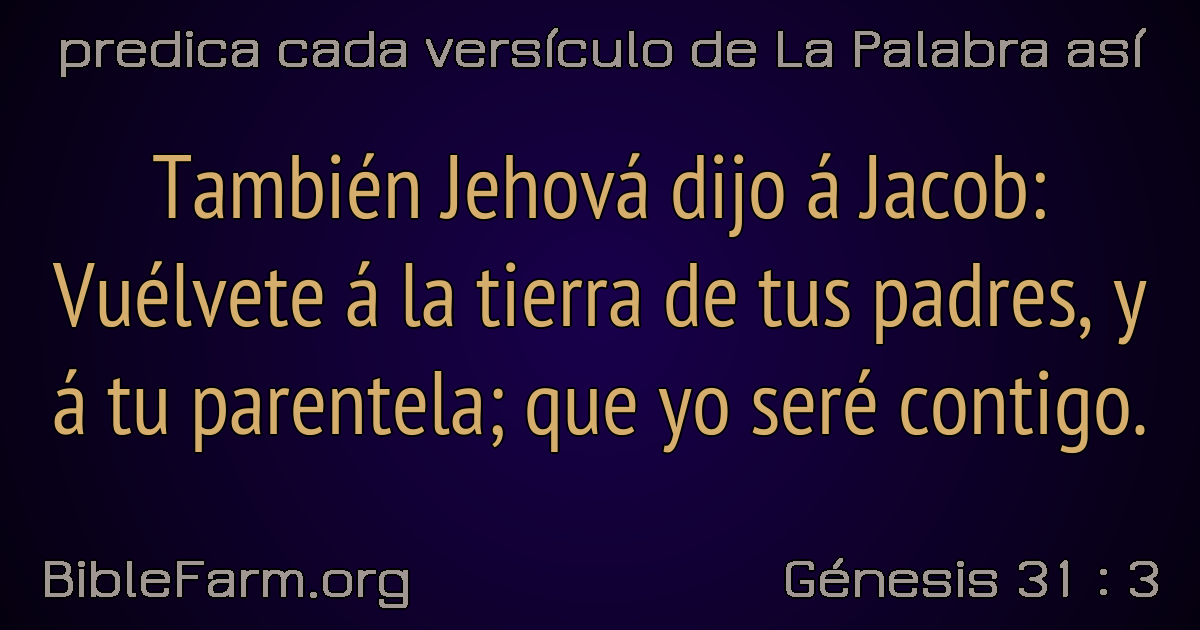 predica cada versículo de La Palabra así
También Jehová dijo á Jacob:
Vuélvete á la tierra de tus padres, y
á tu parentela; que yo seré contigo.
BibleFarm.org
Génesis 31 : 3